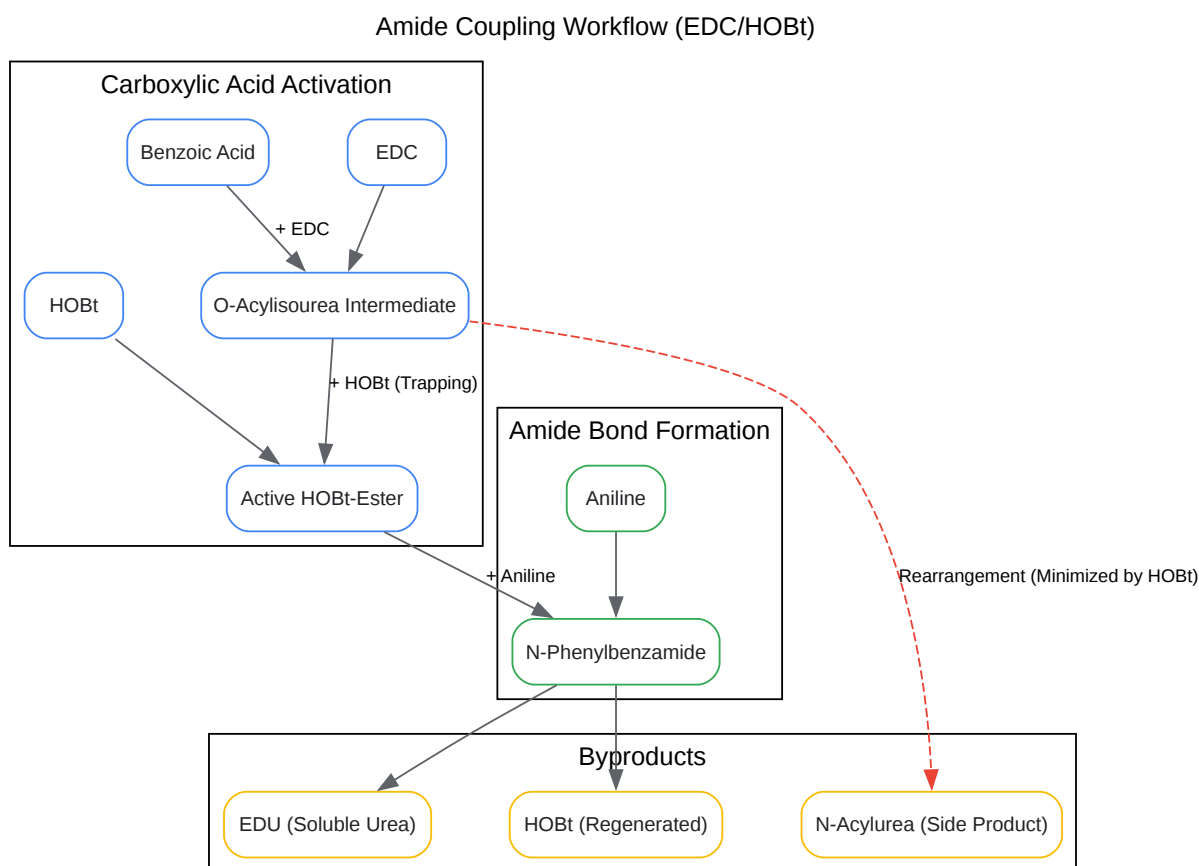 Amide Coupling Workflow (EDC/HOBt)
Carboxylic Acid Activation
Benzoic Acid
EDC
+ EDC
HOBt
O-Acylisourea Intermediate
+ HOBt (Trapping)
Active HOBt-Ester
Amide Bond Formation
Aniline
+ Aniline
Rearrangement (Minimized by HOBt)
N-Phenylbenzamide
Byproducts
EDU (Soluble Urea)
HOBt (Regenerated)
N-Acylurea (Side Product)